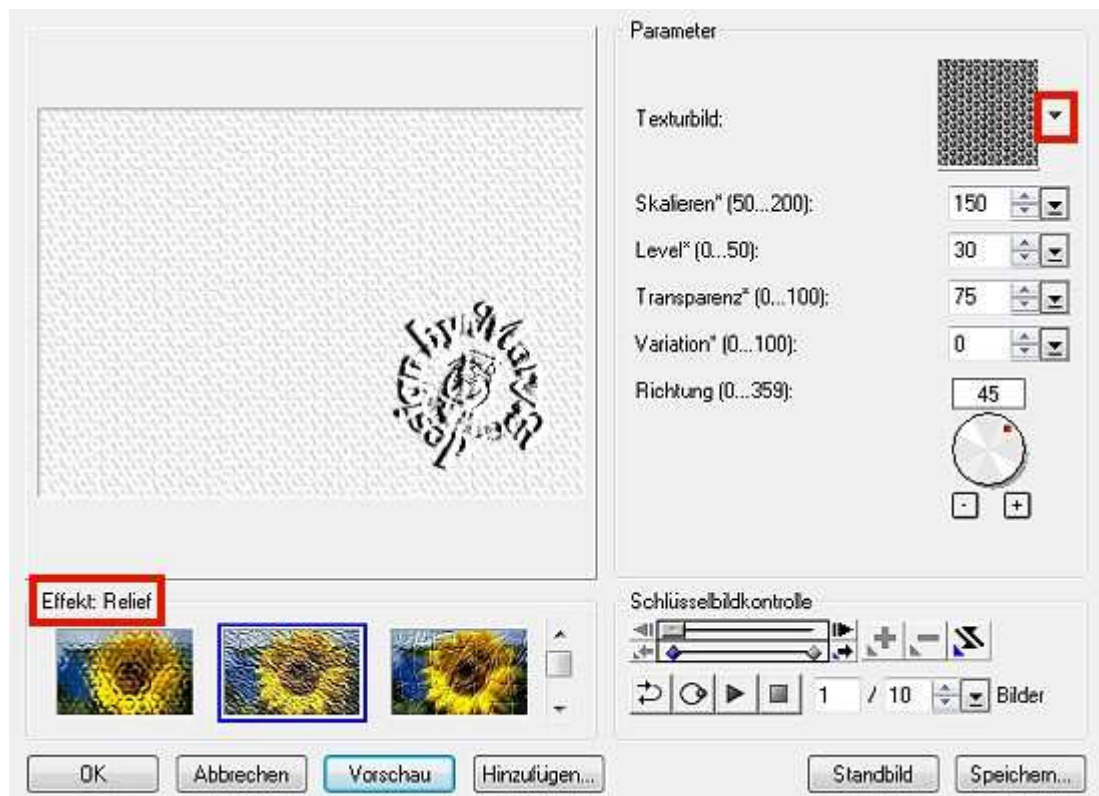 Parameter
Texturbild:
Skalieren* (50...200):
150
Level* (0...50):
30
Transparenz* (0...100):
75
Variation* (0...100):
0
Richtung (0...359):
45
- +
Effekt: Relief
Schlüsselbildkontrolle
1 / 10 Bilder
OK Abbrechen Vorschau Hinzufügen... Standbild Speichern...